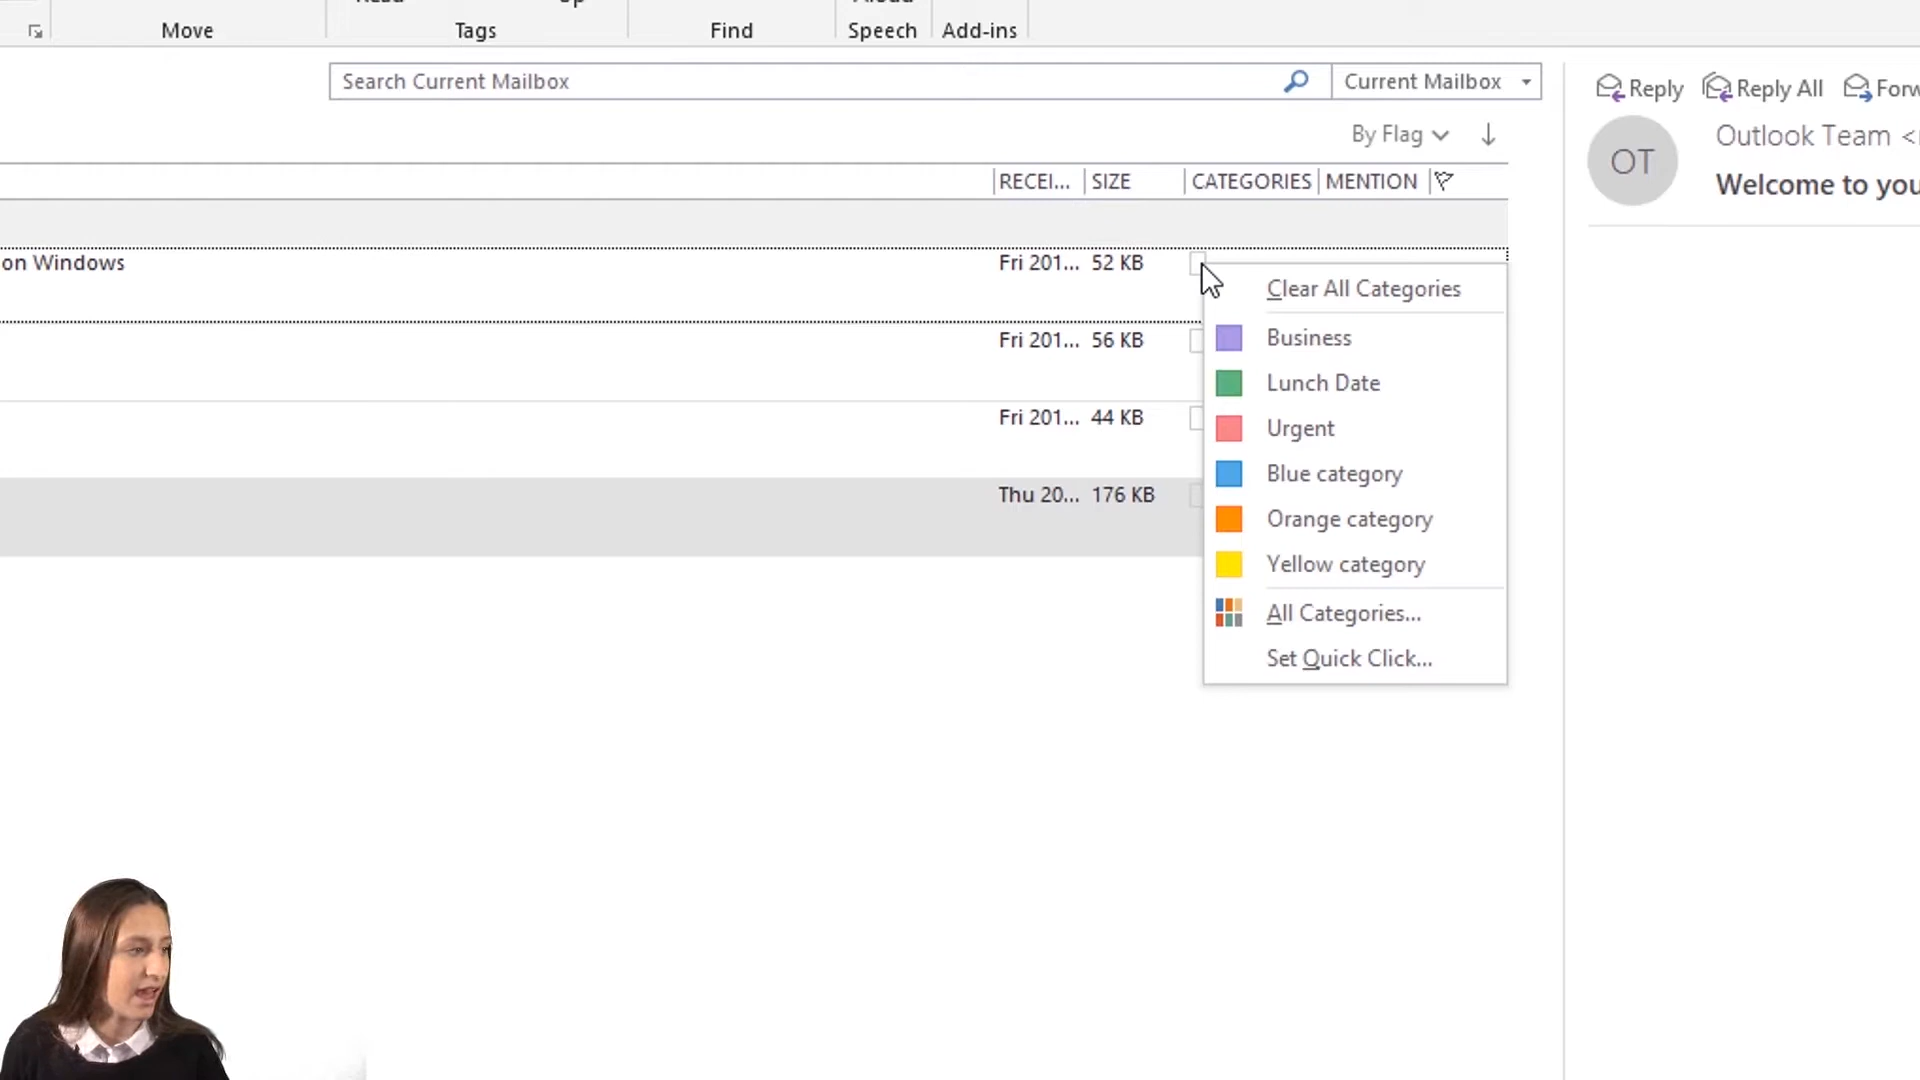 Move
Tags
Find
Speech
Add-ins
Search Current Mailbox
Current Mailbox
Reply
Reply All
Forw
By Flag
Outlook Team <
OT
Welcome to you
RECEI...
SIZE
CATEGORIES
MENTION
on Windows
Fri 201...
52 KB
Clear All Categories
Business
Fri 201...
56 KB
Lunch Date
Fri 201...
44 KB
Urgent
Blue category
Thu 20...
176 KB
Orange category
Yellow category
All Categories...
Set Quick Click...